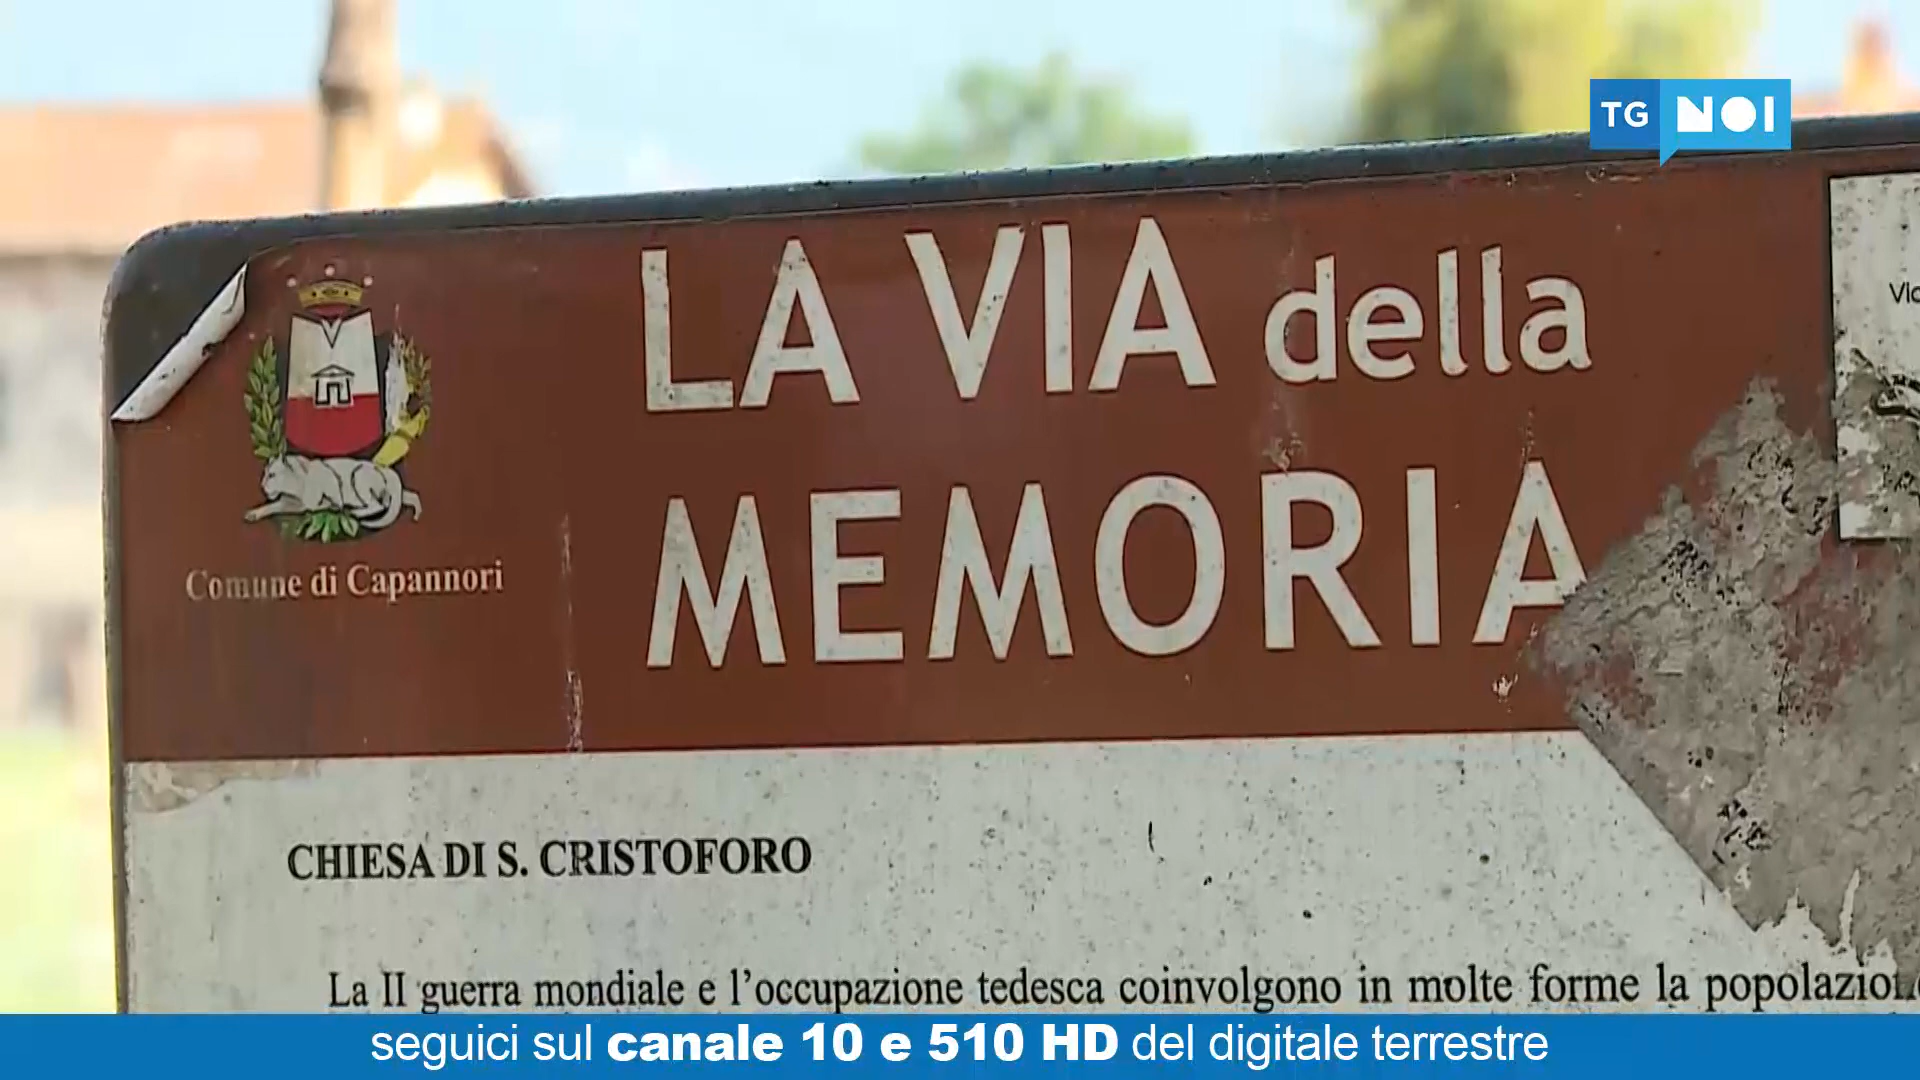 TG NOI
LA VIA della
MEMORIA
Comune di Capannori
CHIESA DI S. CRISTOFORO
La II guerra mondiale e l'occupazione tedesca coinvolgono in molte forme la
seguici sul canale 10 e 510 HD del digitale terrestre